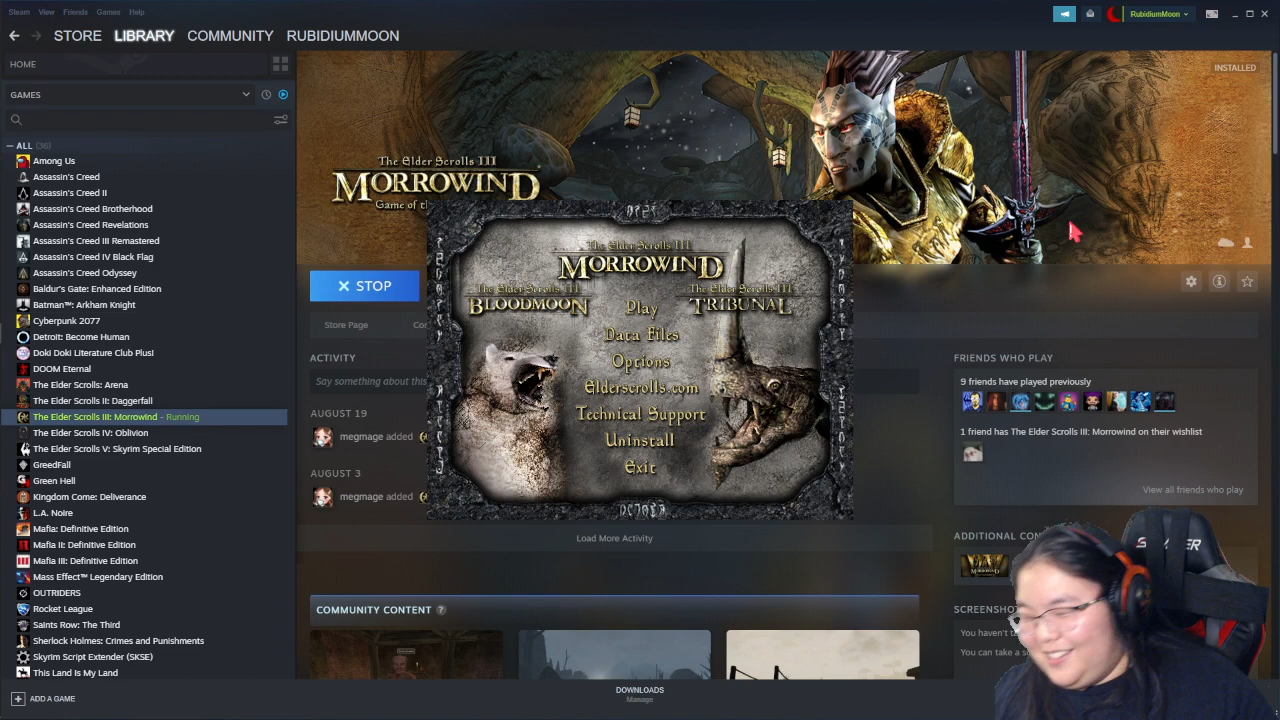 Steam View Friends Games Help
RubidiumMoon
STORE LIBRARY COMMUNITY RUBIDIUMMOON
HOME
GAMES
ALL (36)
Among Us
Assassin's Creed
Assassin's Creed II
Assassin's Creed Brotherhood
Assassin's Creed Revelations
Assassin's Creed III Remastered
Assassin's Creed IV Black Flag
Assassin's Creed Odyssey
Baldur's Gate: Enhanced Edition
Batman™: Arkham Knight
Cyberpunk 2077
Detroit: Become Human
Doki Doki Literature Club Plus!
DOOM Eternal
The Elder Scrolls: Arena
The Elder Scrolls II: Daggerfall
The Elder Scrolls III: Morrowind - Running
The Elder Scrolls IV: Oblivion
The Elder Scrolls V: Skyrim Special Edition
GreedFall
Green Hell
Kingdom Come: Deliverance
L.A. Noire
Mafia: Definitive Edition
Mafia II: Definitive Edition
Mafia III: Definitive Edition
Mass Effect™ Legendary Edition
OUTRIDERS
Rocket League
Saints Row: The Third
Sherlock Holmes: Crimes and Punishments
Skyrim Script Extender (SKSE)
This Land Is My Land
ADD A GAME
INSTALLED
The Elder Scrolls III
MORROWIND
Game of the
STOP
Store Page
ACTIVITY
Say something about this
AUGUST 19
megmage added
AUGUST 3
megmage added
Load More Activity
COMMUNITY CONTENT ?
The Elder Scrolls III
MORROWIND
The Elder Scrolls III
BLOODMOON
The Elder Scrolls III
TRIBUNAL
Play
Data Files
Options
Elderscrolls.com
Technical Support
Uninstall
Exit
FRIENDS WHO PLAY
9 friends have played previously
1 friend has The Elder Scrolls III: Morrowind on their wishlist
View all friends who play
ADDITIONAL CON
SCREENSHO
You haven't ta
You can take a s
DOWNLOADS
Manage